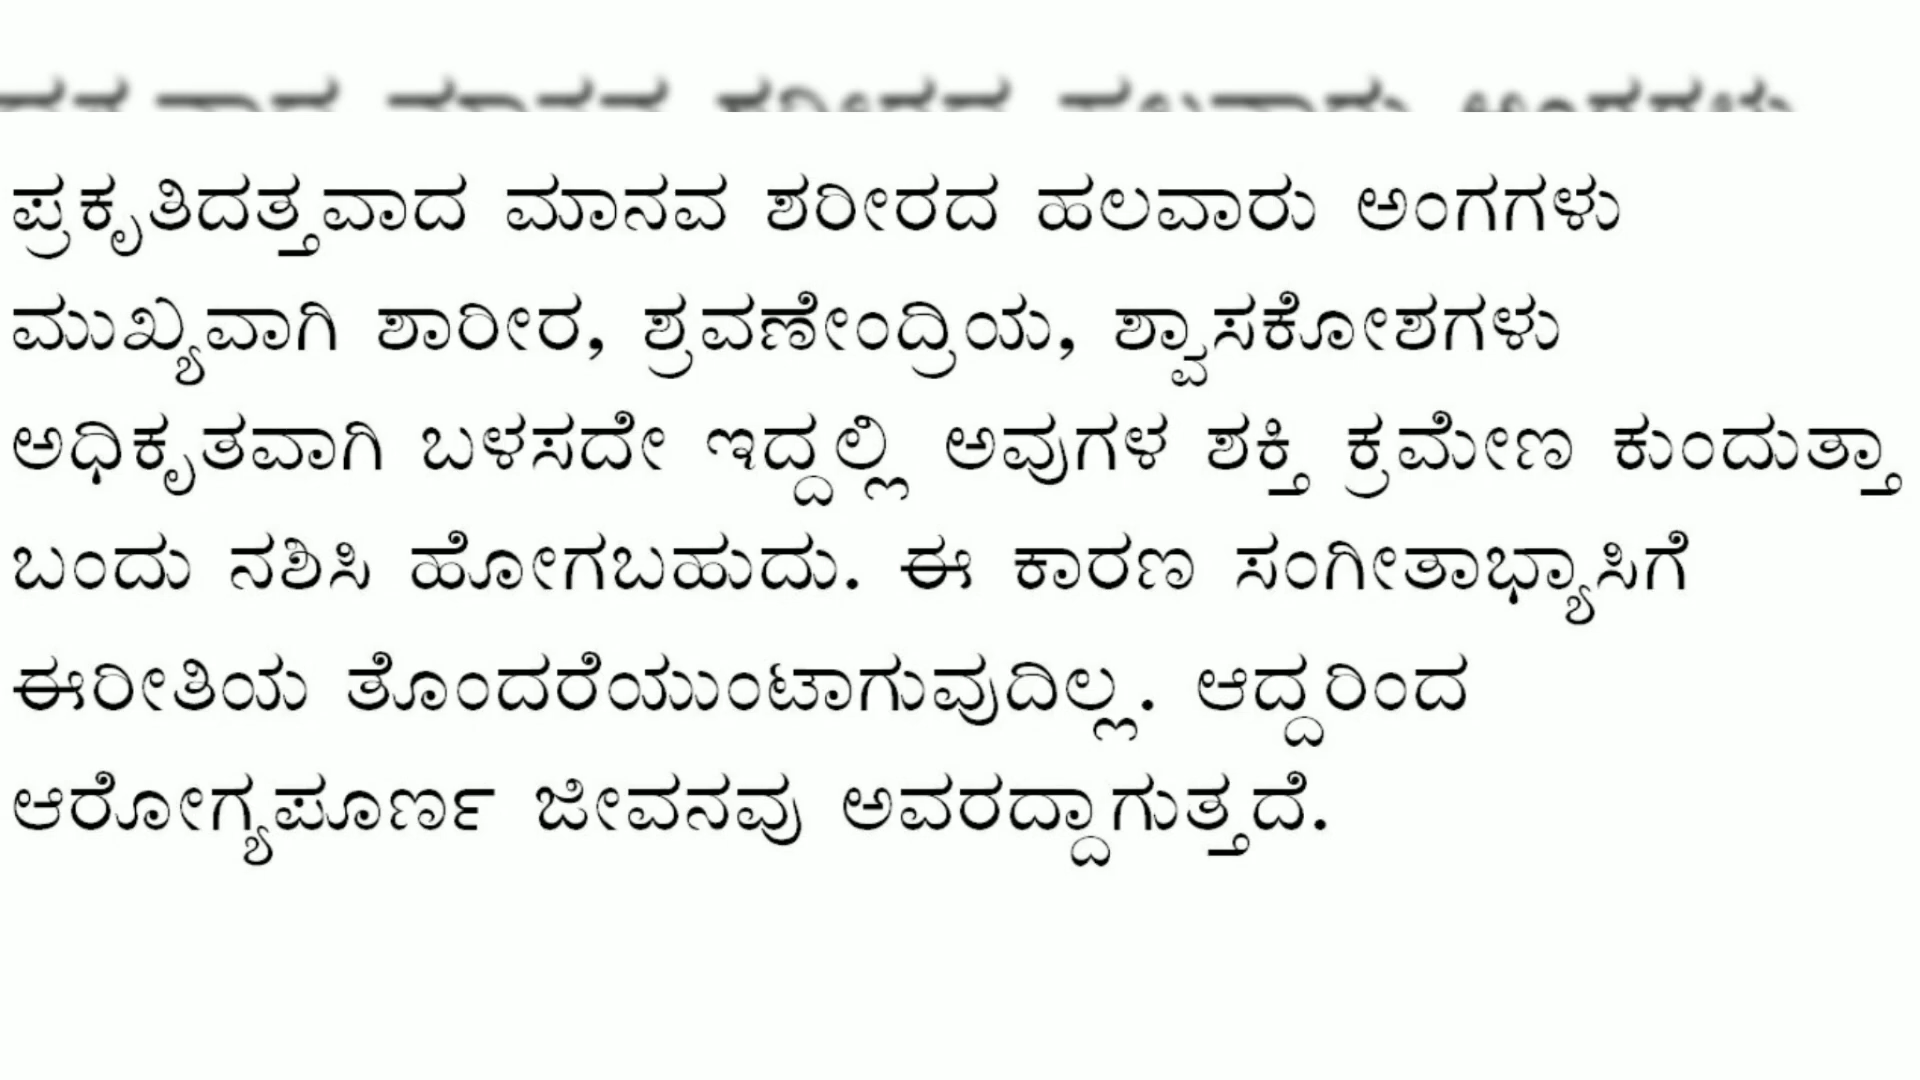 ಪ್ರಕೃತಿದತ್ತವಾದ ಮಾನವ ಶರೀರದ ಹಲವಾರು ಅಂಗಗಳು
ಮುಖ್ಯವಾಗಿ ಶಾರೀರ, ಶ್ರವಣೇಂದ್ರಿಯ, ಶ್ವಾಸಕೋಶಗಳು
ಅಧಿಕೃತವಾಗಿ ಬಳಸದೇ ಇದ್ದಲ್ಲಿ ಅವುಗಳ ಶಕ್ತಿ ಕ್ರಮೇಣ ಕುಂದುತ್ತಾ
ಬಂದು ನಶಿಸಿ ಹೋಗಬಹುದು. ಈ ಕಾರಣ ಸಂಗೀತಾಭ್ಯಾಸಿಗೆ
ಈರೀತಿಯ ತೊಂದರೆಯುಂಟಾಗುವುದಿಲ್ಲ. ಆದ್ದರಿಂದ
ಆರೋಗ್ಯಪೂರ್ಣ ಜೀವನವು ಅವರದ್ದಾಗುತ್ತದೆ.